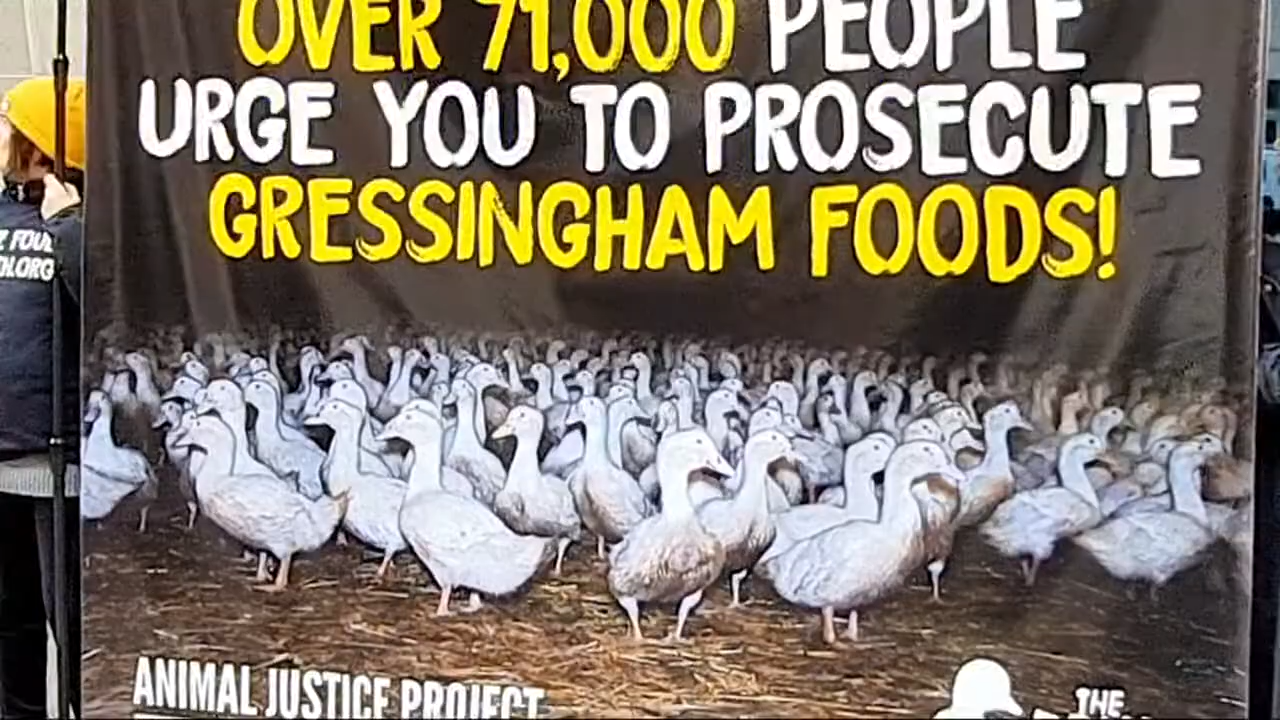 OVER 71,000 PEOPLE
URGE YOU TO PROSECUTE
GRESSINGHAM FOODS!
ANIMAL JUSTICE PROJECT
THE